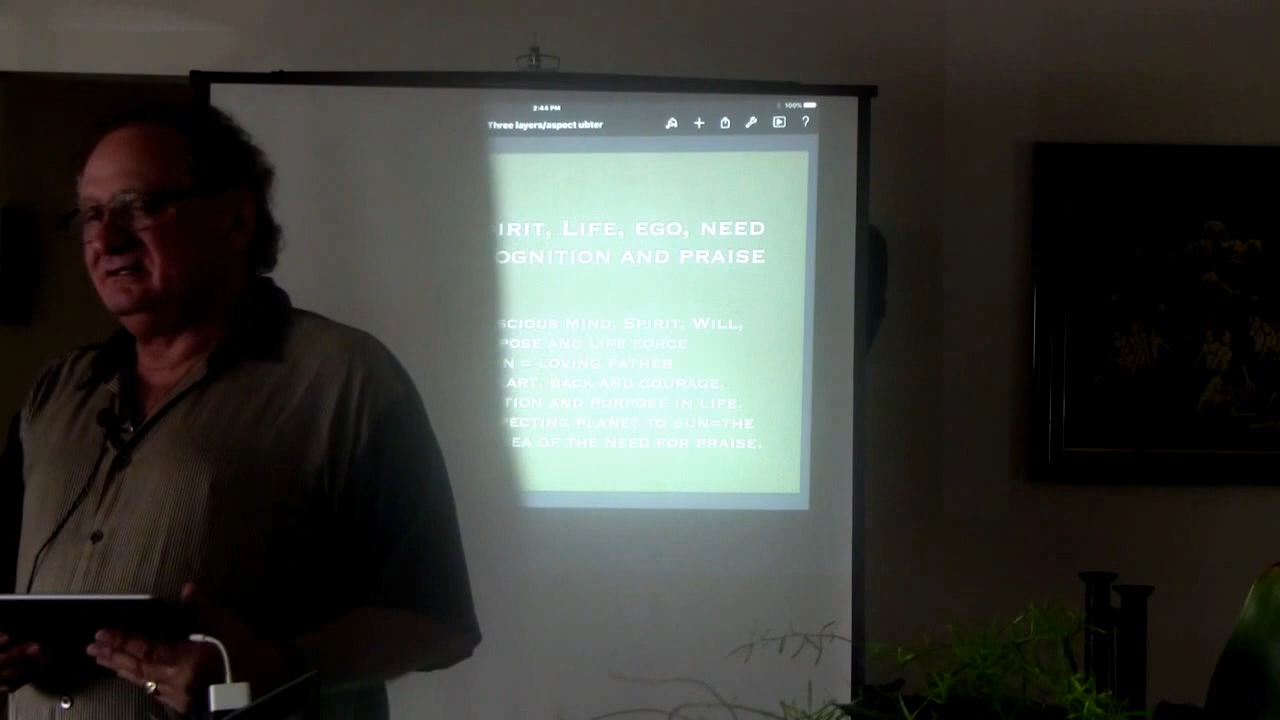 2:44 PM 100%
Three layers/aspect ubter ?
IRIT, LIFE, EGO, NEED
OGNITION AND PRAISE
SCIOUS MIND, SPIRIT, WILL,
POSE AND LIFE FORCE
N = LOVING FATHER
ART, BACK AND COURAGE,
TION AND PURPOSE IN LIFE.
PECTING PLANET TO SUN=THE
EA OF THE NEED FOR PRAISE.